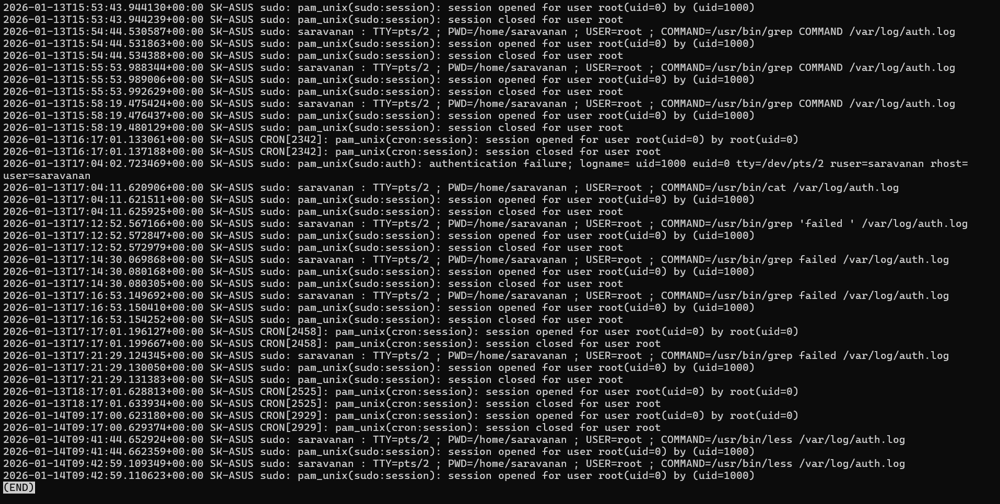 2026-01-13T15:53:43.944130+00:00 SK-ASUS sudo: pam_unix(sudo:session): session opened for user root(uid=0) by (uid=1000)
2026-01-13T15:53:43.944239+00:00 SK-ASUS sudo: pam_unix(sudo:session): session closed for user root
2026-01-13T15:54:44.530587+00:00 SK-ASUS sudo: saravanan : TTY=pts/2 ; PWD=/home/saravanan ; USER=root ; COMMAND=/usr/bin/grep COMMAND /var/log/auth.log
2026-01-13T15:54:44.531863+00:00 SK-ASUS sudo: pam_unix(sudo:session): session opened for user root(uid=0) by (uid=1000)
2026-01-13T15:54:44.534388+00:00 SK-ASUS sudo: pam_unix(sudo:session): session closed for user root
2026-01-13T15:55:53.988344+00:00 SK-ASUS sudo: saravanan : TTY=pts/2 ; PWD=/home/saravanan ; USER=root ; COMMAND=/usr/bin/grep COMMAND /var/log/auth.log
2026-01-13T15:55:53.989006+00:00 SK-ASUS sudo: pam_unix(sudo:session): session opened for user root(uid=0) by (uid=1000)
2026-01-13T15:55:53.992629+00:00 SK-ASUS sudo: pam_unix(sudo:session): session closed for user root
2026-01-13T15:58:19.475424+00:00 SK-ASUS sudo: saravanan : TTY=pts/2 ; PWD=/home/saravanan ; USER=root ; COMMAND=/usr/bin/grep COMMAND /var/log/auth.log
2026-01-13T15:58:19.476437+00:00 SK-ASUS sudo: pam_unix(sudo:session): session opened for user root(uid=0) by (uid=1000)
2026-01-13T15:58:19.480129+00:00 SK-ASUS sudo: pam_unix(sudo:session): session closed for user root
2026-01-13T16:17:01.133061+00:00 SK-ASUS CRON[2342]: pam_unix(cron:session): session opened for user root(uid=0) by root(uid=0)
2026-01-13T16:17:01.137188+00:00 SK-ASUS CRON[2342]: pam_unix(cron:session): session closed for user root
2026-01-13T17:04:02.723469+00:00 SK-ASUS sudo: pam_unix(sudo:auth): authentication failure; logname= uid=1000 euid=0 tty=/dev/pts/2 ruser=saravanan rhost=
user=saravanan
2026-01-13T17:04:11.620906+00:00 SK-ASUS sudo: saravanan : TTY=pts/2 ; PWD=/home/saravanan ; USER=root ; COMMAND=/usr/bin/cat /var/log/auth.log
2026-01-13T17:04:11.621511+00:00 SK-ASUS sudo: pam_unix(sudo:session): session opened for user root(uid=0) by (uid=1000)
2026-01-13T17:04:11.625925+00:00 SK-ASUS sudo: pam_unix(sudo:session): session closed for user root
2026-01-13T17:12:52.567166+00:00 SK-ASUS sudo: saravanan : TTY=pts/2 ; PWD=/home/saravanan ; USER=root ; COMMAND=/usr/bin/grep 'failed ' /var/log/auth.log
2026-01-13T17:12:52.572847+00:00 SK-ASUS sudo: pam_unix(sudo:session): session opened for user root(uid=0) by (uid=1000)
2026-01-13T17:12:52.572979+00:00 SK-ASUS sudo: pam_unix(sudo:session): session closed for user root
2026-01-13T17:14:30.069868+00:00 SK-ASUS sudo: saravanan : TTY=pts/2 ; PWD=/home/saravanan ; USER=root ; COMMAND=/usr/bin/grep failed /var/log/auth.log
2026-01-13T17:14:30.080168+00:00 SK-ASUS sudo: pam_unix(sudo:session): session opened for user root(uid=0) by (uid=1000)
2026-01-13T17:14:30.080305+00:00 SK-ASUS sudo: pam_unix(sudo:session): session closed for user root
2026-01-13T17:16:53.149692+00:00 SK-ASUS sudo: saravanan : TTY=pts/2 ; PWD=/home/saravanan ; USER=root ; COMMAND=/usr/bin/grep failed /var/log/auth.log
2026-01-13T17:16:53.150410+00:00 SK-ASUS sudo: pam_unix(sudo:session): session opened for user root(uid=0) by (uid=1000)
2026-01-13T17:16:53.154252+00:00 SK-ASUS sudo: pam_unix(sudo:session): session closed for user root
2026-01-13T17:17:01.196127+00:00 SK-ASUS CRON[2458]: pam_unix(cron:session): session opened for user root(uid=0) by root(uid=0)
2026-01-13T17:17:01.199667+00:00 SK-ASUS CRON[2458]: pam_unix(cron:session): session closed for user root
2026-01-13T17:21:29.124345+00:00 SK-ASUS sudo: saravanan : TTY=pts/2 ; PWD=/home/saravanan ; USER=root ; COMMAND=/usr/bin/grep failed /var/log/auth.log
2026-01-13T17:21:29.130050+00:00 SK-ASUS sudo: pam_unix(sudo:session): session opened for user root(uid=0) by (uid=1000)
2026-01-13T17:21:29.131383+00:00 SK-ASUS sudo: pam_unix(sudo:session): session closed for user root
2026-01-13T18:17:01.628813+00:00 SK-ASUS CRON[2525]: pam_unix(cron:session): session opened for user root(uid=0) by root(uid=0)
2026-01-13T18:17:01.633934+00:00 SK-ASUS CRON[2525]: pam_unix(cron:session): session closed for user root
2026-01-14T09:17:00.623180+00:00 SK-ASUS CRON[2929]: pam_unix(cron:session): session opened for user root(uid=0) by root(uid=0)
2026-01-14T09:17:00.629374+00:00 SK-ASUS CRON[2929]: pam_unix(cron:session): session closed for user root
2026-01-14T09:41:44.652924+00:00 SK-ASUS sudo: saravanan : TTY=pts/2 ; PWD=/home/saravanan ; USER=root ; COMMAND=/usr/bin/less /var/log/auth.log
2026-01-14T09:41:44.662359+00:00 SK-ASUS sudo: pam_unix(sudo:session): session opened for user root(uid=0) by (uid=1000)
2026-01-14T09:42:59.109349+00:00 SK-ASUS sudo: saravanan : TTY=pts/2 ; PWD=/home/saravanan ; USER=root ; COMMAND=/usr/bin/less /var/log/auth.log
2026-01-14T09:42:59.110623+00:00 SK-ASUS sudo: pam_unix(sudo:session): session opened for user root(uid=0) by (uid=1000)
(END)